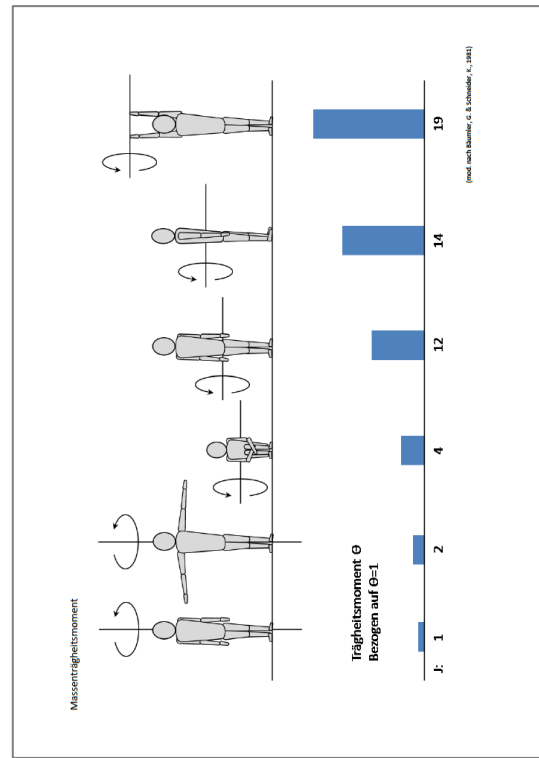 Massenträgheitsmoment
Trägheitsmoment Θ
Bezogen auf Θ=1
J: 1 2 4 12 14 19
(mod. nach Bäumler, G. & Schneider, K., 1981)